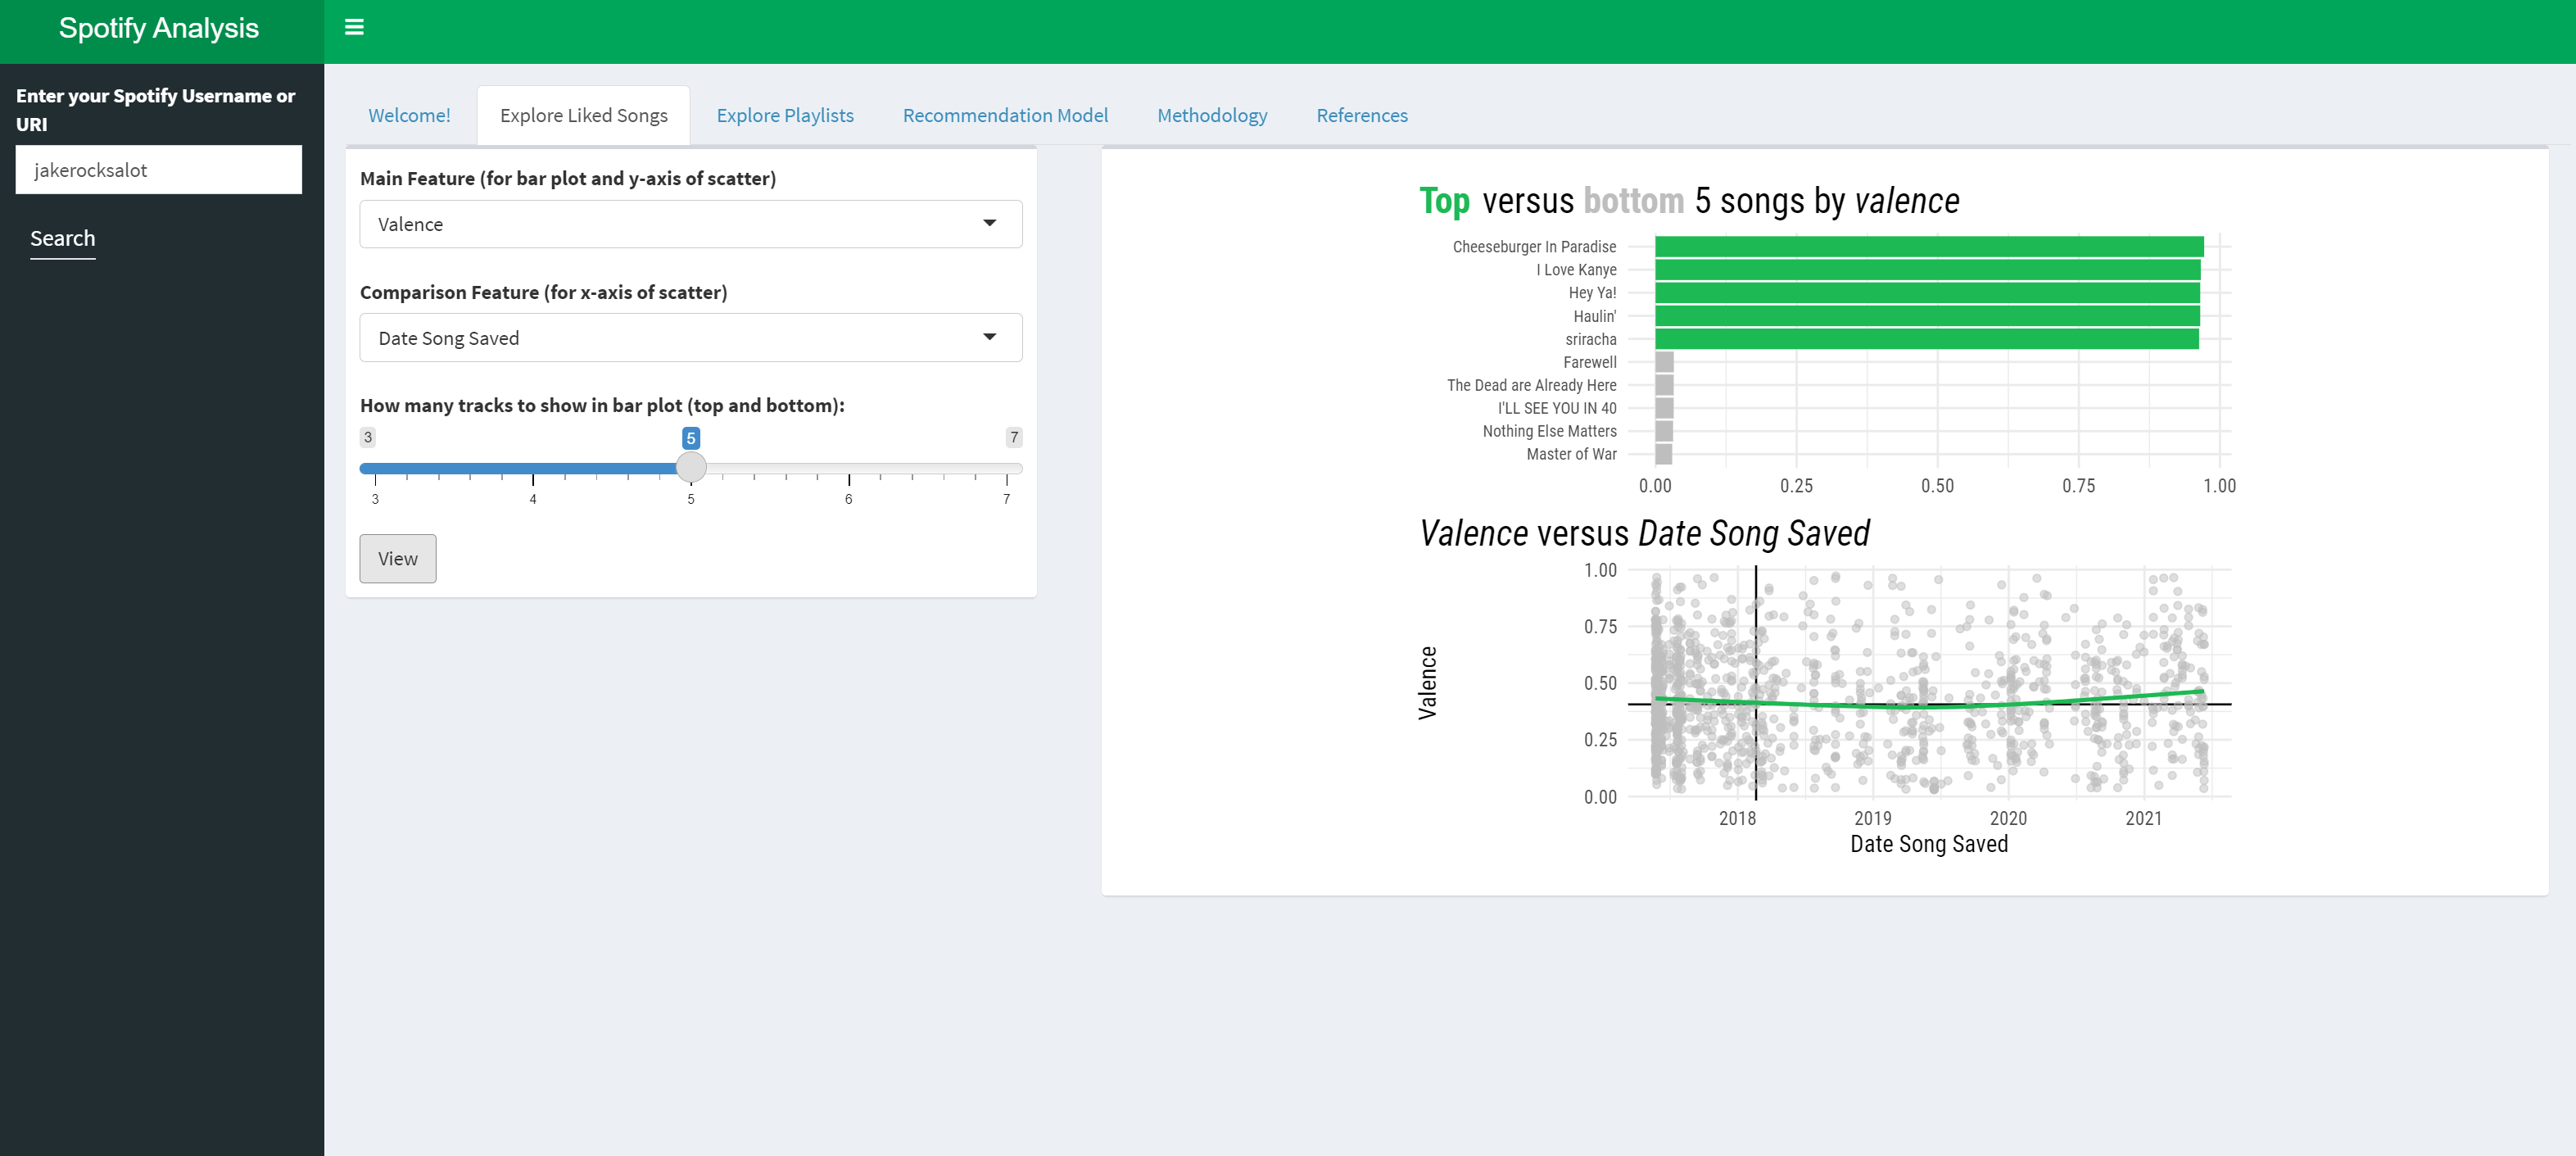 Spotify Analysis
Enter your Spotify Username or
URI
jakerocksalot
Search
Welcome!
Explore Liked Songs
Explore Playlists
Recommendation Model
Methodology
References
Main Feature (for bar plot and y-axis of scatter)
Valence
Comparison Feature (for x-axis of scatter)
Date Song Saved
How many tracks to show in bar plot (top and bottom):
3
5
7
3 4 5 6 7
View
Top versus bottom 5 songs by valence
Cheeseburger In Paradise
I Love Kanye
Hey Ya!
Haulin'
sriracha
Farewell
The Dead are Already Here
I'LL SEE YOU IN 40
Nothing Else Matters
Master of War
0.00 0.25 0.50 0.75 1.00
Valence versus Date Song Saved
1.00
0.75
0.50
0.25
0.00
Valence
2018 2019 2020 2021
Date Song Saved